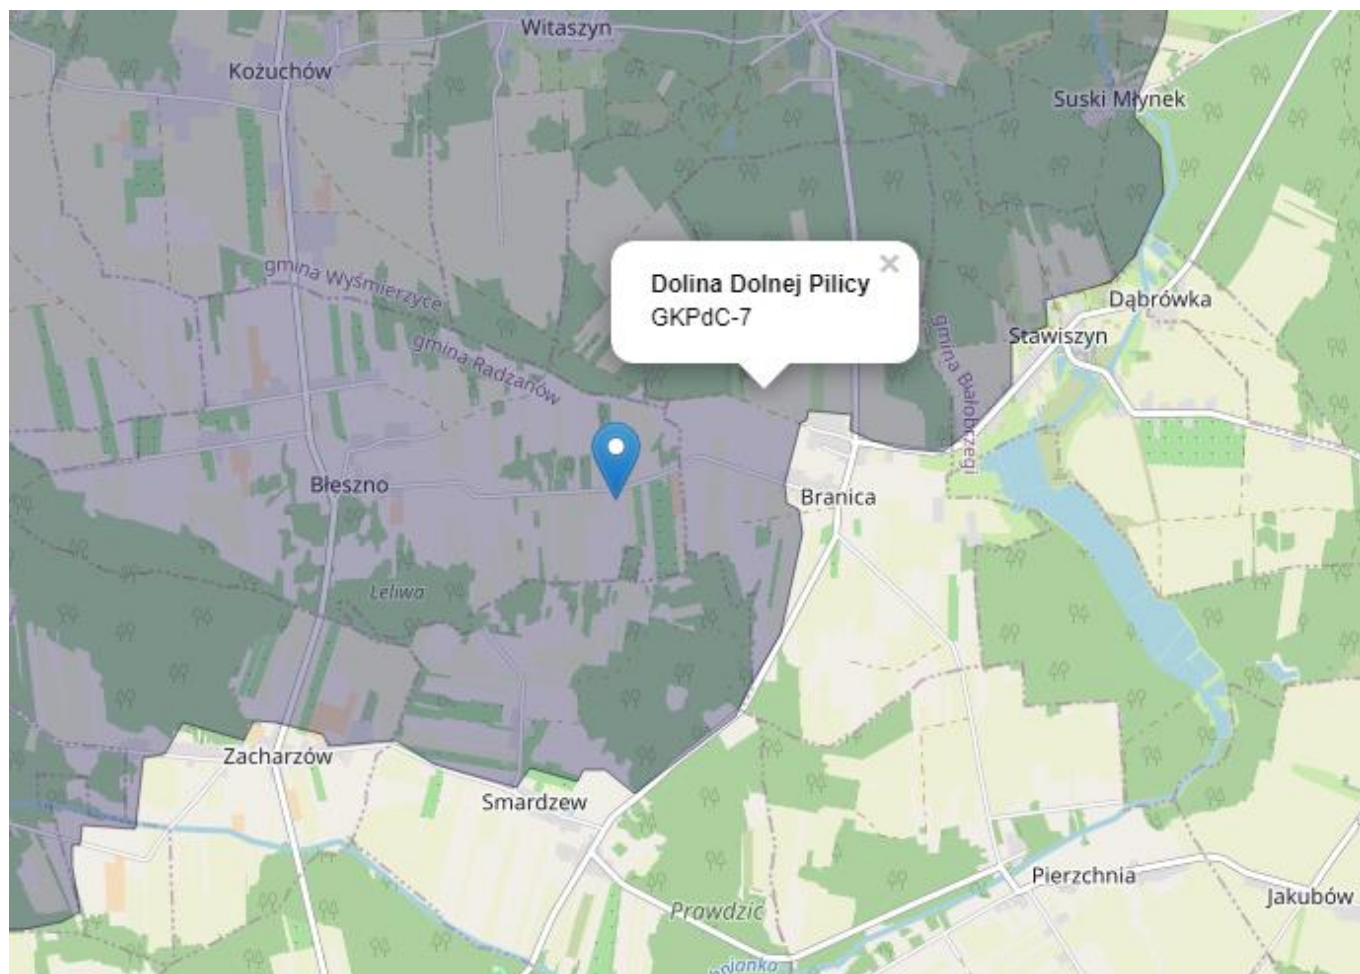 Witaszyn
Kożuchów
Suski Młynek
gmina Wyśmierzyce
Dolina Dolnej Pilicy
×
GKPdC-7
Dąbrówka
Stawiszyn
gmina Radzanów
gmina Białobrzegi
Błeszno
Branica
Leliwa
Zacharzów
Smardzew
Pierzchnia
Jakubów
Prawdzic